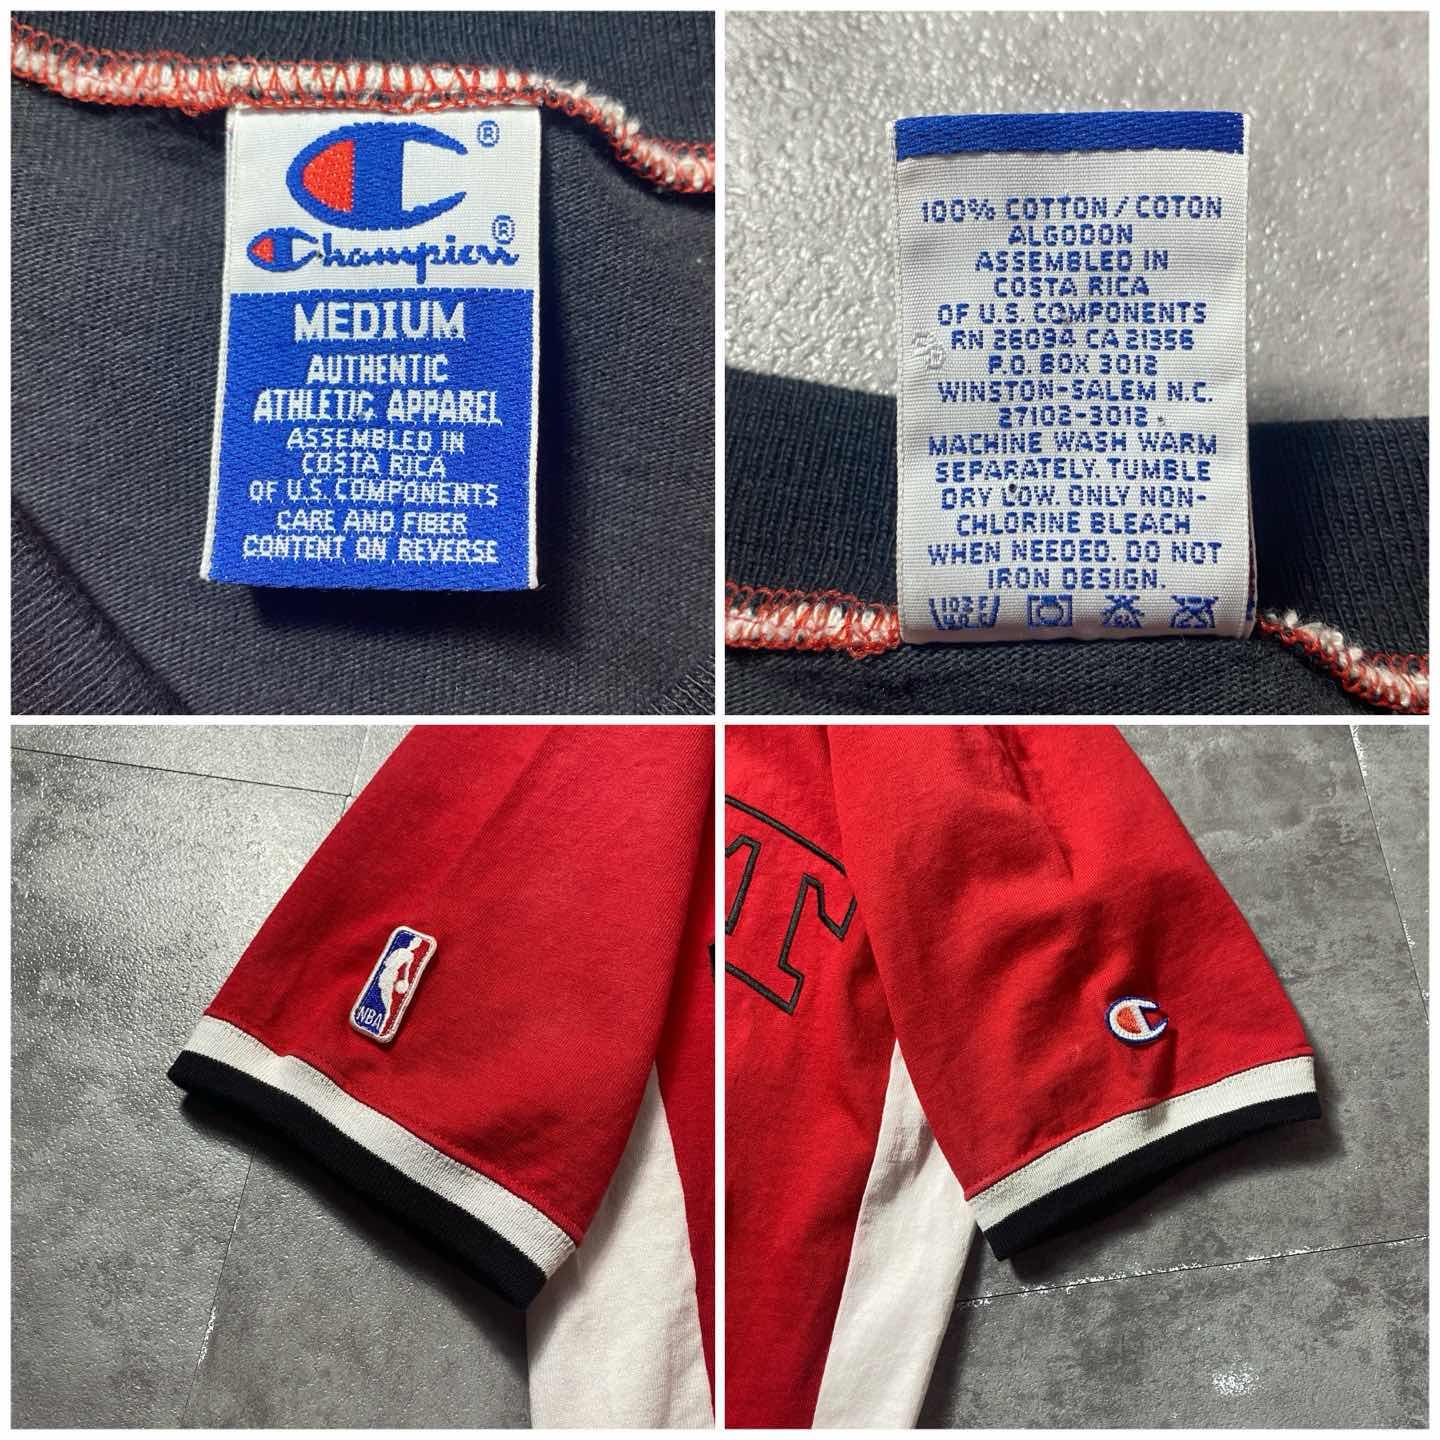 ®
Champion®
MEDIUM
AUTHENTIC
ATHLETIC APPAREL
ASSEMBLED IN
COSTA RICA
OF U.S. COMPONENTS
CARE AND FIBER
CONTENT ON REVERSE
100% COTTON / COTON
ALGODON
ASSEMBLED IN
COSTA RICA
OF U.S. COMPONENTS
RN 26094 CA 21356
P.O. BOX 3012
WINSTON-SALEM N.C.
27102-3012
MACHINE WASH WARM
SEPARATELY. TUMBLE
DRY LOW. ONLY NON-
CHLORINE BLEACH
WHEN NEEDED. DO NOT
IRON DESIGN.
NBA